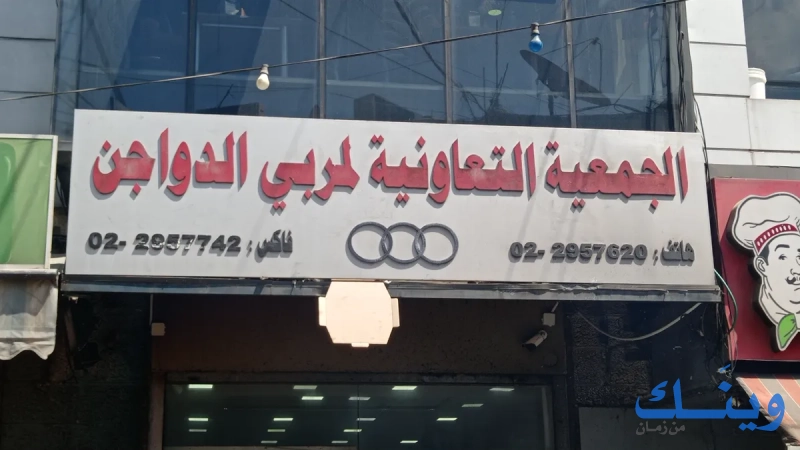 الجمعية التعاونية لمربي الدواجن
هاتف : 02- 2957620
فاكس : 02- 2957742
وينك
من زمان